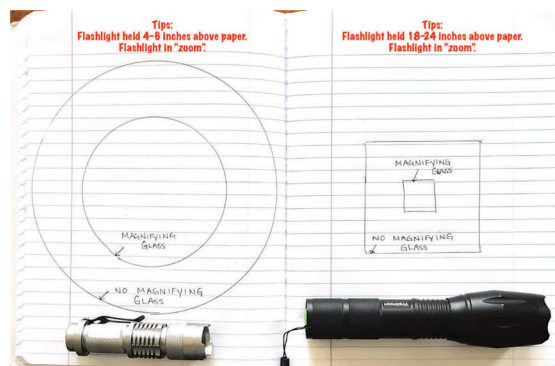 Tips:
Flashlight held 4-6 inches above paper.
Flashlight in "zoom".
MAGNIFYING
GLASS
NO MAGNIFYING
GLASS
Tips:
Flashlight held 18-24 inches above paper.
Flashlight in "zoom".
MAGNIFYING
GLASS
NO MAGNIFYING
GLASS